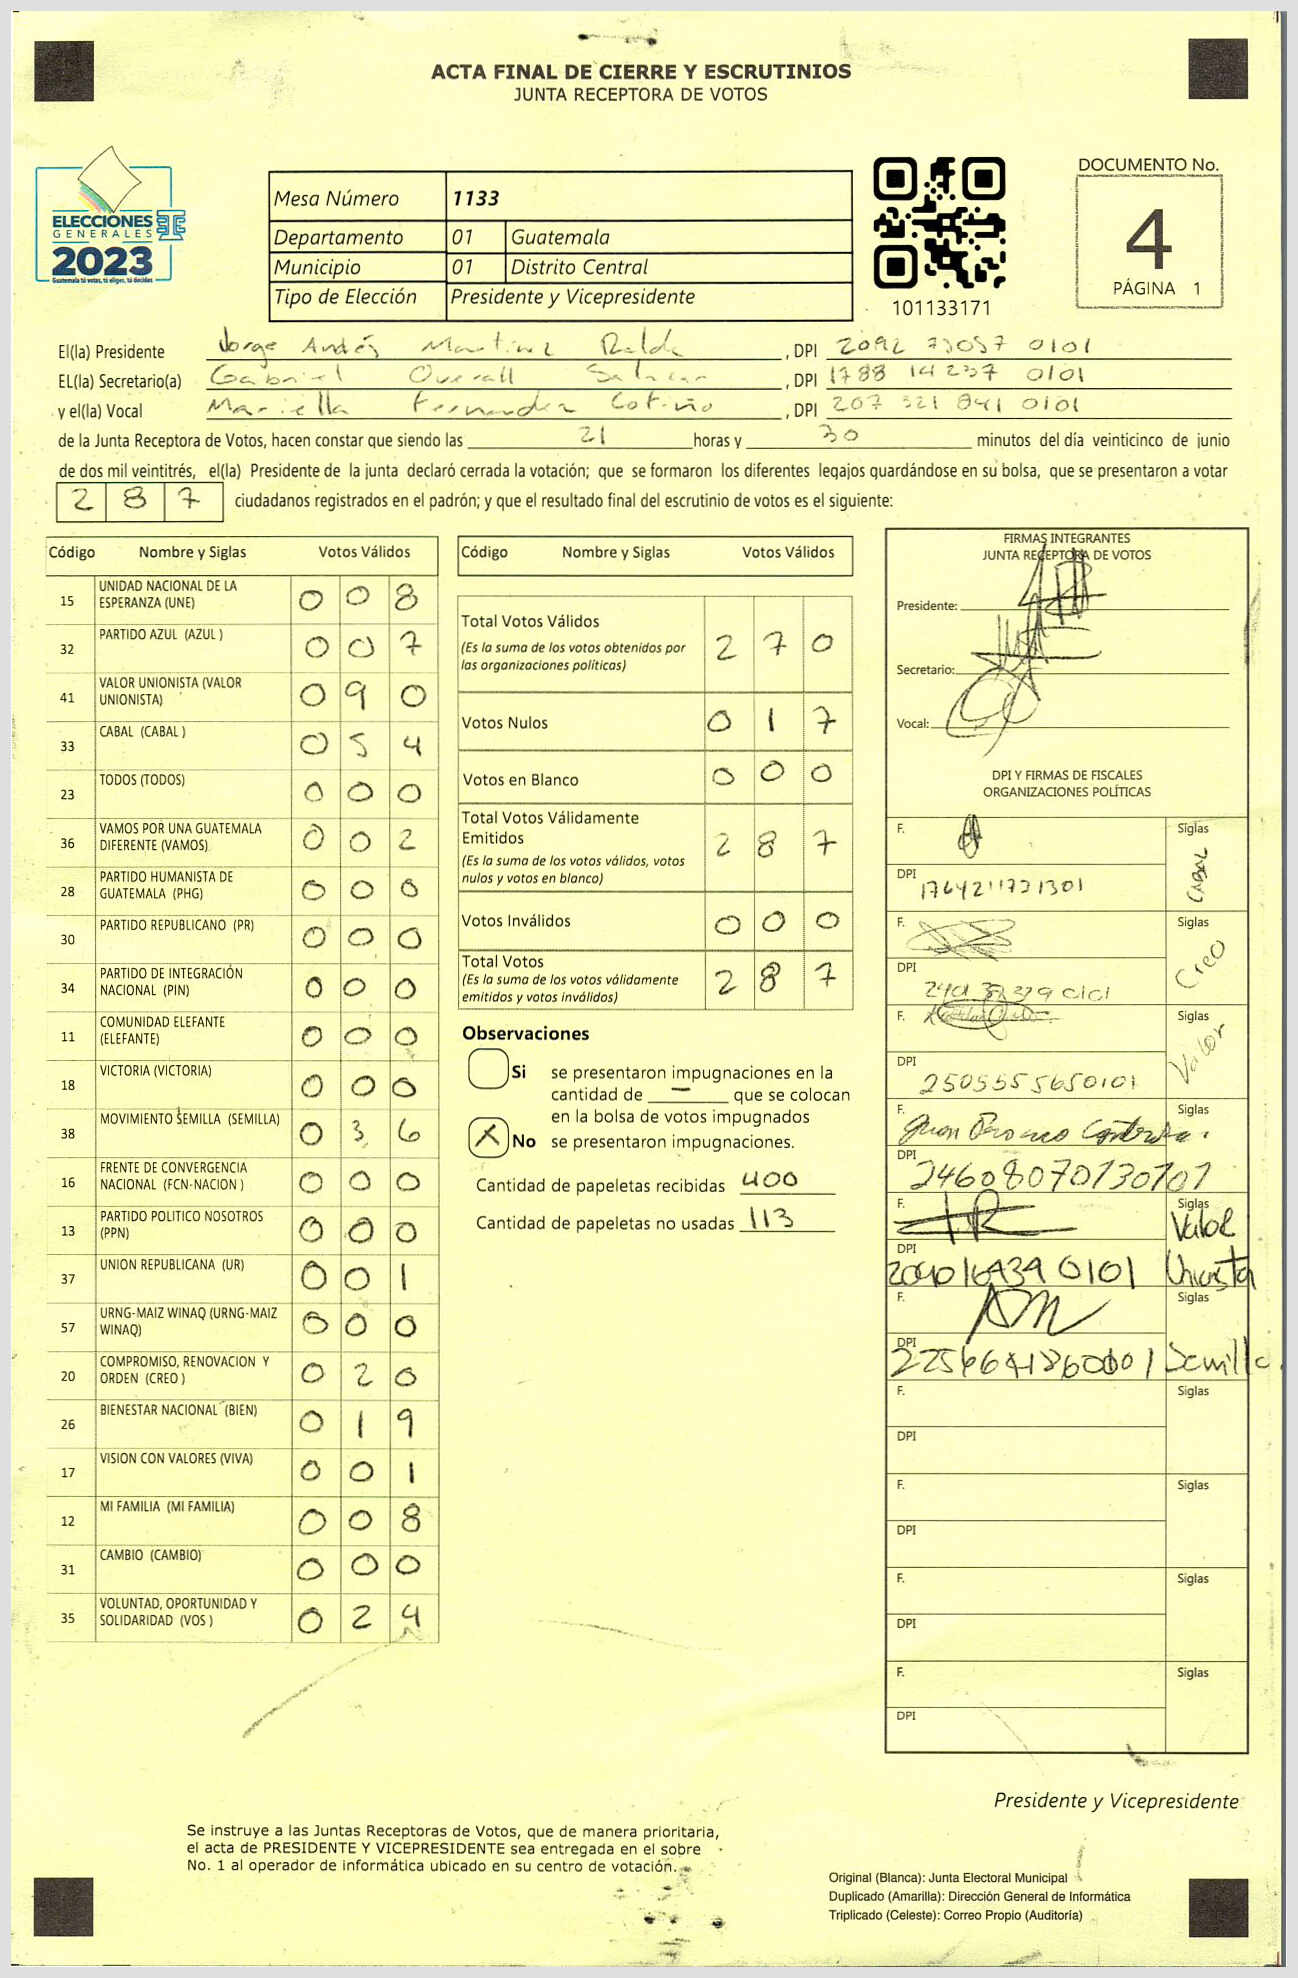 ACTA FINAL DE CIERRE Y ESCRUTINIOS
JUNTA RECEPTORA DE VOTOS
ELECCIONES
GENERALES
2023
Guatemala tú votas, tú eliges, tú decides
Mesa Número 1133
Departamento 01 Guatemala
Municipio 01 Distrito Central
Tipo de Elección Presidente y Vicepresidente
101133171
DOCUMENTO No.
4
PÁGINA 1
El(la) Presidente Jorge Andrés Martinez Ralda, DPI 2092 73057 0101
EL(la) Secretario(a) Gabriel Overall, DPI 1788 14237 0101
y el(la) Vocal Mariella Fernandez Cotiño, DPI 207 321 841 0101
de la Junta Receptora de Votos, hacen constar que siendo las 21 horas y 30 minutos del día veinticinco de junio
de dos mil veintitrés, el(la) Presidente de la junta declaró cerrada la votación; que se formaron los diferentes legajos guardándose en su bolsa, que se presentaron a votar
287 ciudadanos registrados en el padrón; y que el resultado final del escrutinio de votos es el siguiente:
Código Nombre y Siglas Votos Válidos
15 UNIDAD NACIONAL DE LA ESPERANZA (UNE) 0 0 8
32 PARTIDO AZUL (AZUL ) 0 0 7
41 VALOR UNIONISTA (VALOR UNIONISTA) 0 9 0
33 CABAL (CABAL ) 0 5 4
23 TODOS (TODOS) 0 0 0
36 VAMOS POR UNA GUATEMALA DIFERENTE (VAMOS) 0 0 2
28 PARTIDO HUMANISTA DE GUATEMALA (PHG) 0 0 0
30 PARTIDO REPUBLICANO (PR) 0 0 0
34 PARTIDO DE INTEGRACIÓN NACIONAL (PIN) 0 0 0
11 COMUNIDAD ELEFANTE (ELEFANTE) 0 0 0
18 VICTORIA (VICTORIA) 0 0 0
38 MOVIMIENTO SEMILLA (SEMILLA) 0 3 6
16 FRENTE DE CONVERGENCIA NACIONAL (FCN-NACION ) 0 0 0
13 PARTIDO POLITICO NOSOTROS (PPN) 0 0 0
37 UNION REPUBLICANA (UR) 0 0 1
57 URNG-MAIZ WINAQ (URNG-MAIZ WINAQ) 0 0 0
20 COMPROMISO, RENOVACION Y ORDEN (CREO ) 0 2 0
26 BIENESTAR NACIONAL (BIEN) 0 1 9
17 VISION CON VALORES (VIVA) 0 0 1
12 MI FAMILIA (MI FAMILIA) 0 0 8
31 CAMBIO (CAMBIO) 0 0 0
35 VOLUNTAD, OPORTUNIDAD Y SOLIDARIDAD (VOS ) 0 2 4
Código Nombre y Siglas Votos Válidos
Total Votos Válidos 2 7 0
(Es la suma de los votos obtenidos por
las organizaciones políticas)
Votos Nulos 0 1 7
Votos en Blanco 0 0 0
Total Votos Válidamente
Emitidos 2 8 7
(Es la suma de los votos válidos, votos
nulos y votos en blanco)
Votos Inválidos 0 0 0
Total Votos 2 8 7
(Es la suma de los votos válidamente
emitidos y votos inválidos)
Observaciones
Si se presentaron impugnaciones en la
cantidad de — que se colocan
en la bolsa de votos impugnados
X No se presentaron impugnaciones.
Cantidad de papeletas recibidas 400
Cantidad de papeletas no usadas 113
FIRMAS INTEGRANTES
JUNTA RECEPTORA DE VOTOS
Presidente:
Secretario:
Vocal:
DPI Y FIRMAS DE FISCALES
ORGANIZACIONES POLÍTICAS
F. Siglas CABAL
DPI 1764211721301
F. Siglas Creo
DPI
F. Siglas Valor
DPI 2505555650101
F. Siglas
DPI 2460807070101
F. Siglas Valor Unionista
DPI 204016939 0101
F. Siglas Semilla
DPI
F. Siglas
DPI
F. Siglas
DPI
F. Siglas
DPI
F. Siglas
DPI
Presidente y Vicepresidente
Se instruye a las Juntas Receptoras de Votos, que de manera prioritaria,
el acta de PRESIDENTE Y VICEPRESIDENTE sea entregada en el sobre
No. 1 al operador de informática ubicado en su centro de votación.
Original (Blanca): Junta Electoral Municipal
Duplicado (Amarilla): Dirección General de Informática
Triplicado (Celeste): Correo Propio (Auditoría)